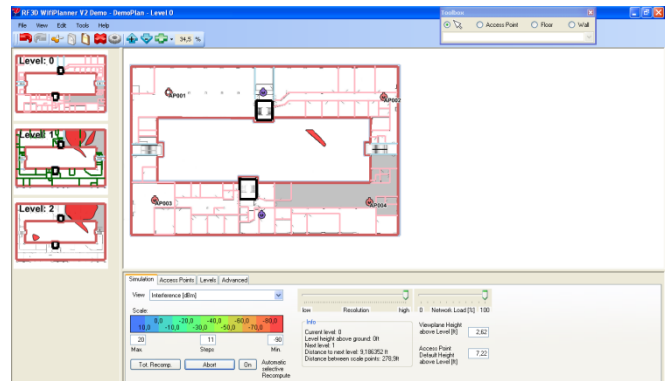 RF3D WifiPlanner V2 Demo - DemoPlan - Level 0
File View Edit Tools Help
34,5 %
Toolbox
Access Point Floor Wall
Level: 0
Level: 1
Level: 2
AP001
AP002
AP003
AP004
Simulation Access Points Levels Advanced
View Interference [dBm]
Scale:
0,0 -20,0 -40,0 -60,0 -80,0
10,0 -10,0 -30,0 -50,0 -70,0
20 11 -90
Max. Steps Min.
Tot. Recomp. Abort On Automatic selective Recompute
low Resolution high
0 Network Load [%] 100
Info
Current level: 0
Level height above ground: 0ft
Next level: 1
Distance to next level: 9,186352 ft
Distance between scale points: 278,9ft
Viewplane Height
above Level [ft] 2,62
Access Point
Default Height
above Level [ft] 7,22